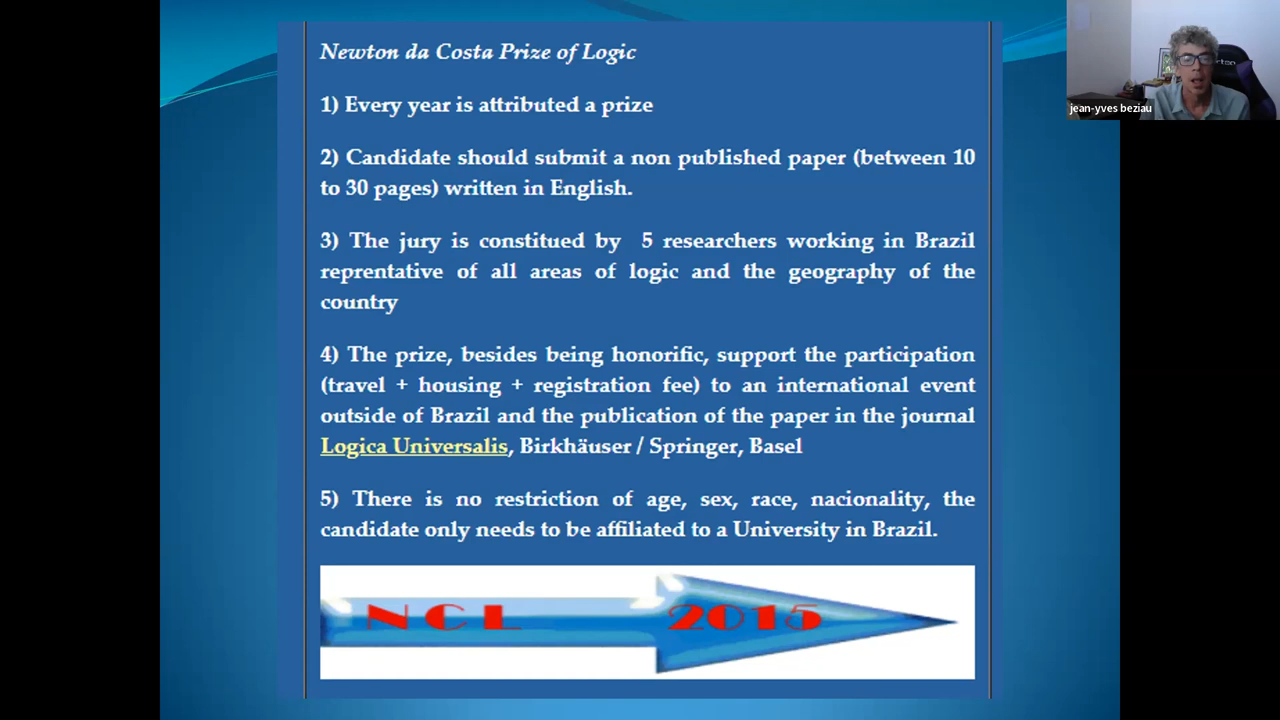 Newton da Costa Prize of Logic
1) Every year is attributed a prize
2) Candidate should submit a non published paper (between 10
to 30 pages) written in English.
3) The jury is constitued by 5 researchers working in Brazil
reprentative of all areas of logic and the geography of the
country
4) The prize, besides being honorific, support the participation
(travel + housing + registration fee) to an international event
outside of Brazil and the publication of the paper in the journal
Logica Universalis, Birkhäuser / Springer, Basel
5) There is no restriction of age, sex, race, nacionality, the
candidate only needs to be affiliated to a University in Brazil.
NCL 2015
jean-yves beziau